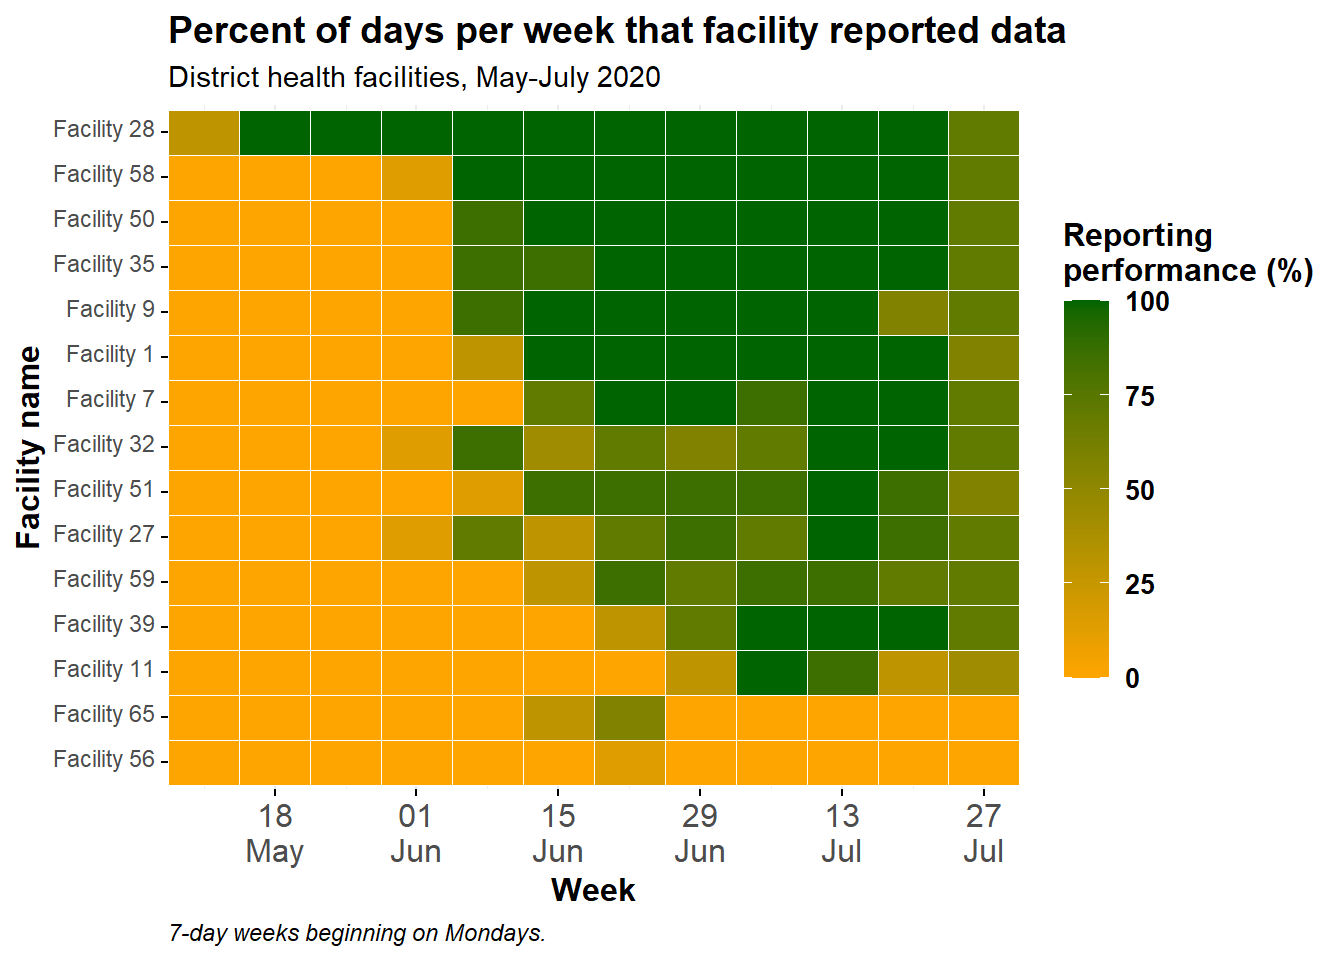 Percent of days per week that facility reported data
District health facilities, May-July 2020
Facility name
Facility 28
Facility 58
Facility 50
Facility 35
Facility 9
Facility 1
Facility 7
Facility 32
Facility 51
Facility 27
Facility 59
Facility 39
Facility 11
Facility 65
Facility 56
18 May
01 Jun
15 Jun
29 Jun
13 Jul
27 Jul
Week
7-day weeks beginning on Mondays.
Reporting
performance (%)
100
75
50
25
0